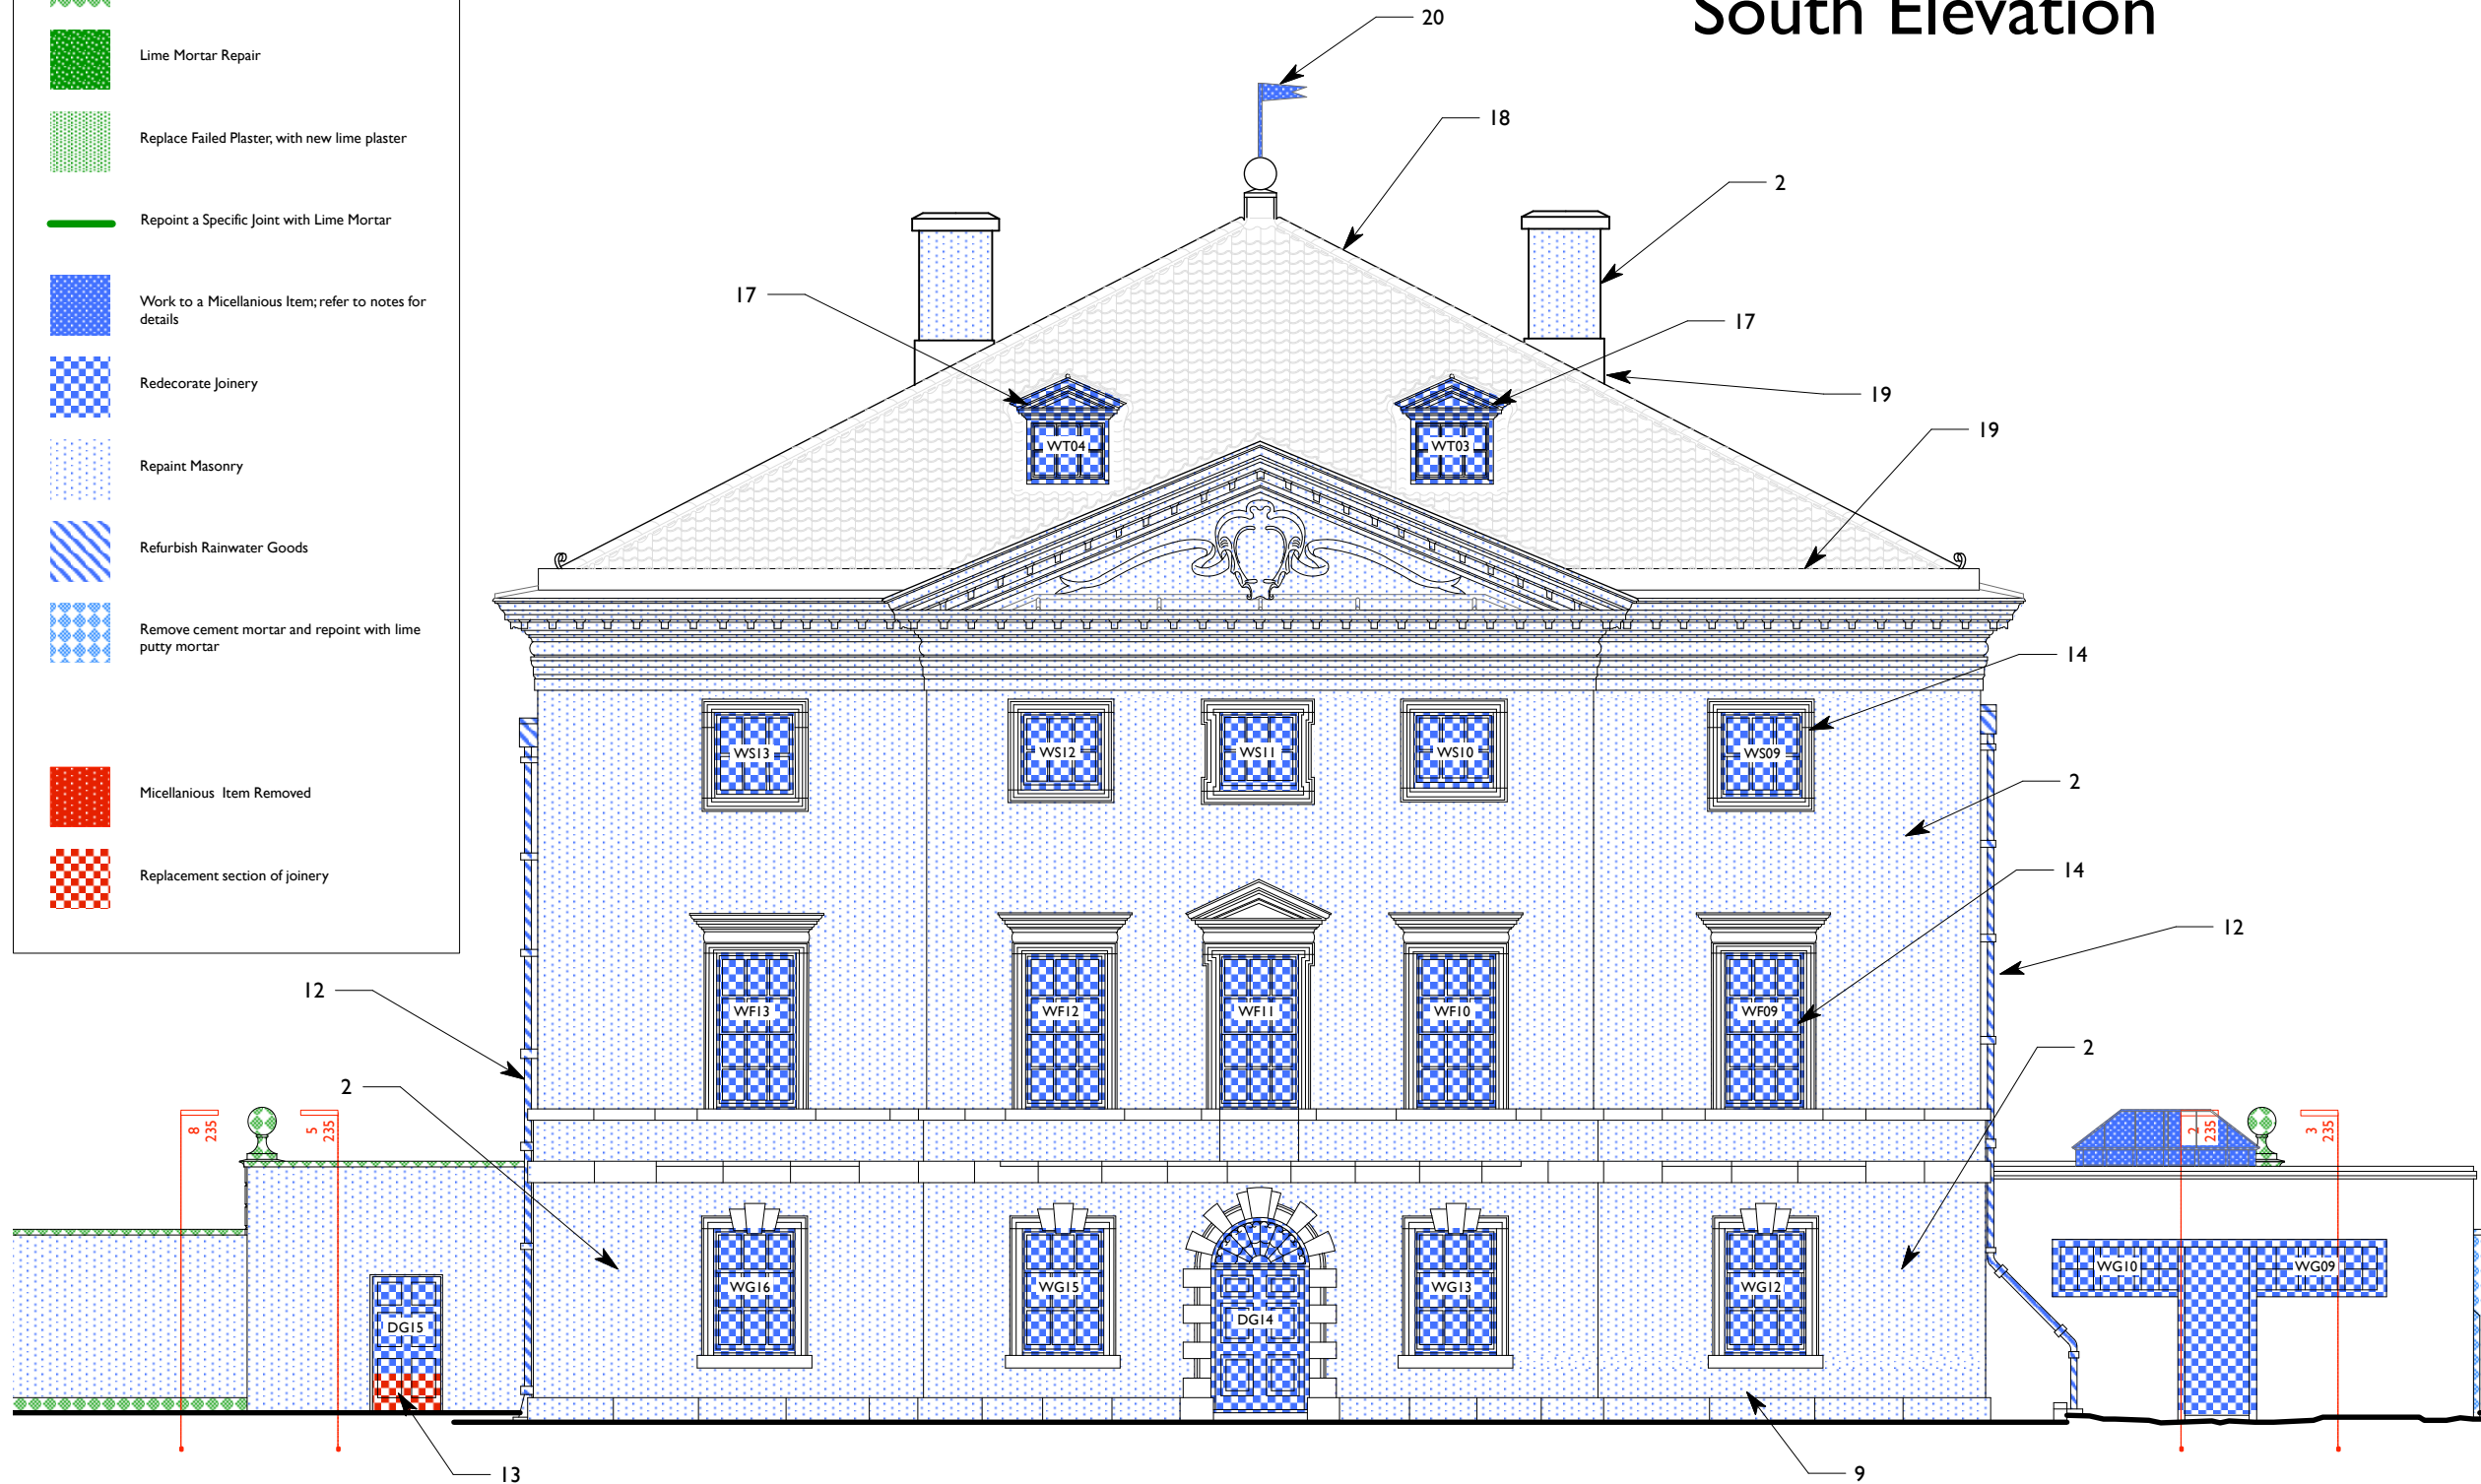 South Elevation
Lime Mortar Repair
Replace Failed Plaster, with new lime plaster
Repoint a Specific Joint with Lime Mortar
Work to a Micellanious Item; refer to notes for
details
Redecorate Joinery
Repaint Masonry
Refurbish Rainwater Goods
Remove cement mortar and repoint with lime
putty mortar
Micellanious Item Removed
Replacement section of joinery
20
18
2
17
17
19
19
WT04
WT03
14
WS13
WS12
WS11
WS10
WS09
2
14
12
12
WF13
WF12
WF11
WF10
WF09
2
2
8
235
5
235
2
235
3
235
WG16
WG15
WG13
WG12
WG10
WG09
DG15
DG14
13
9